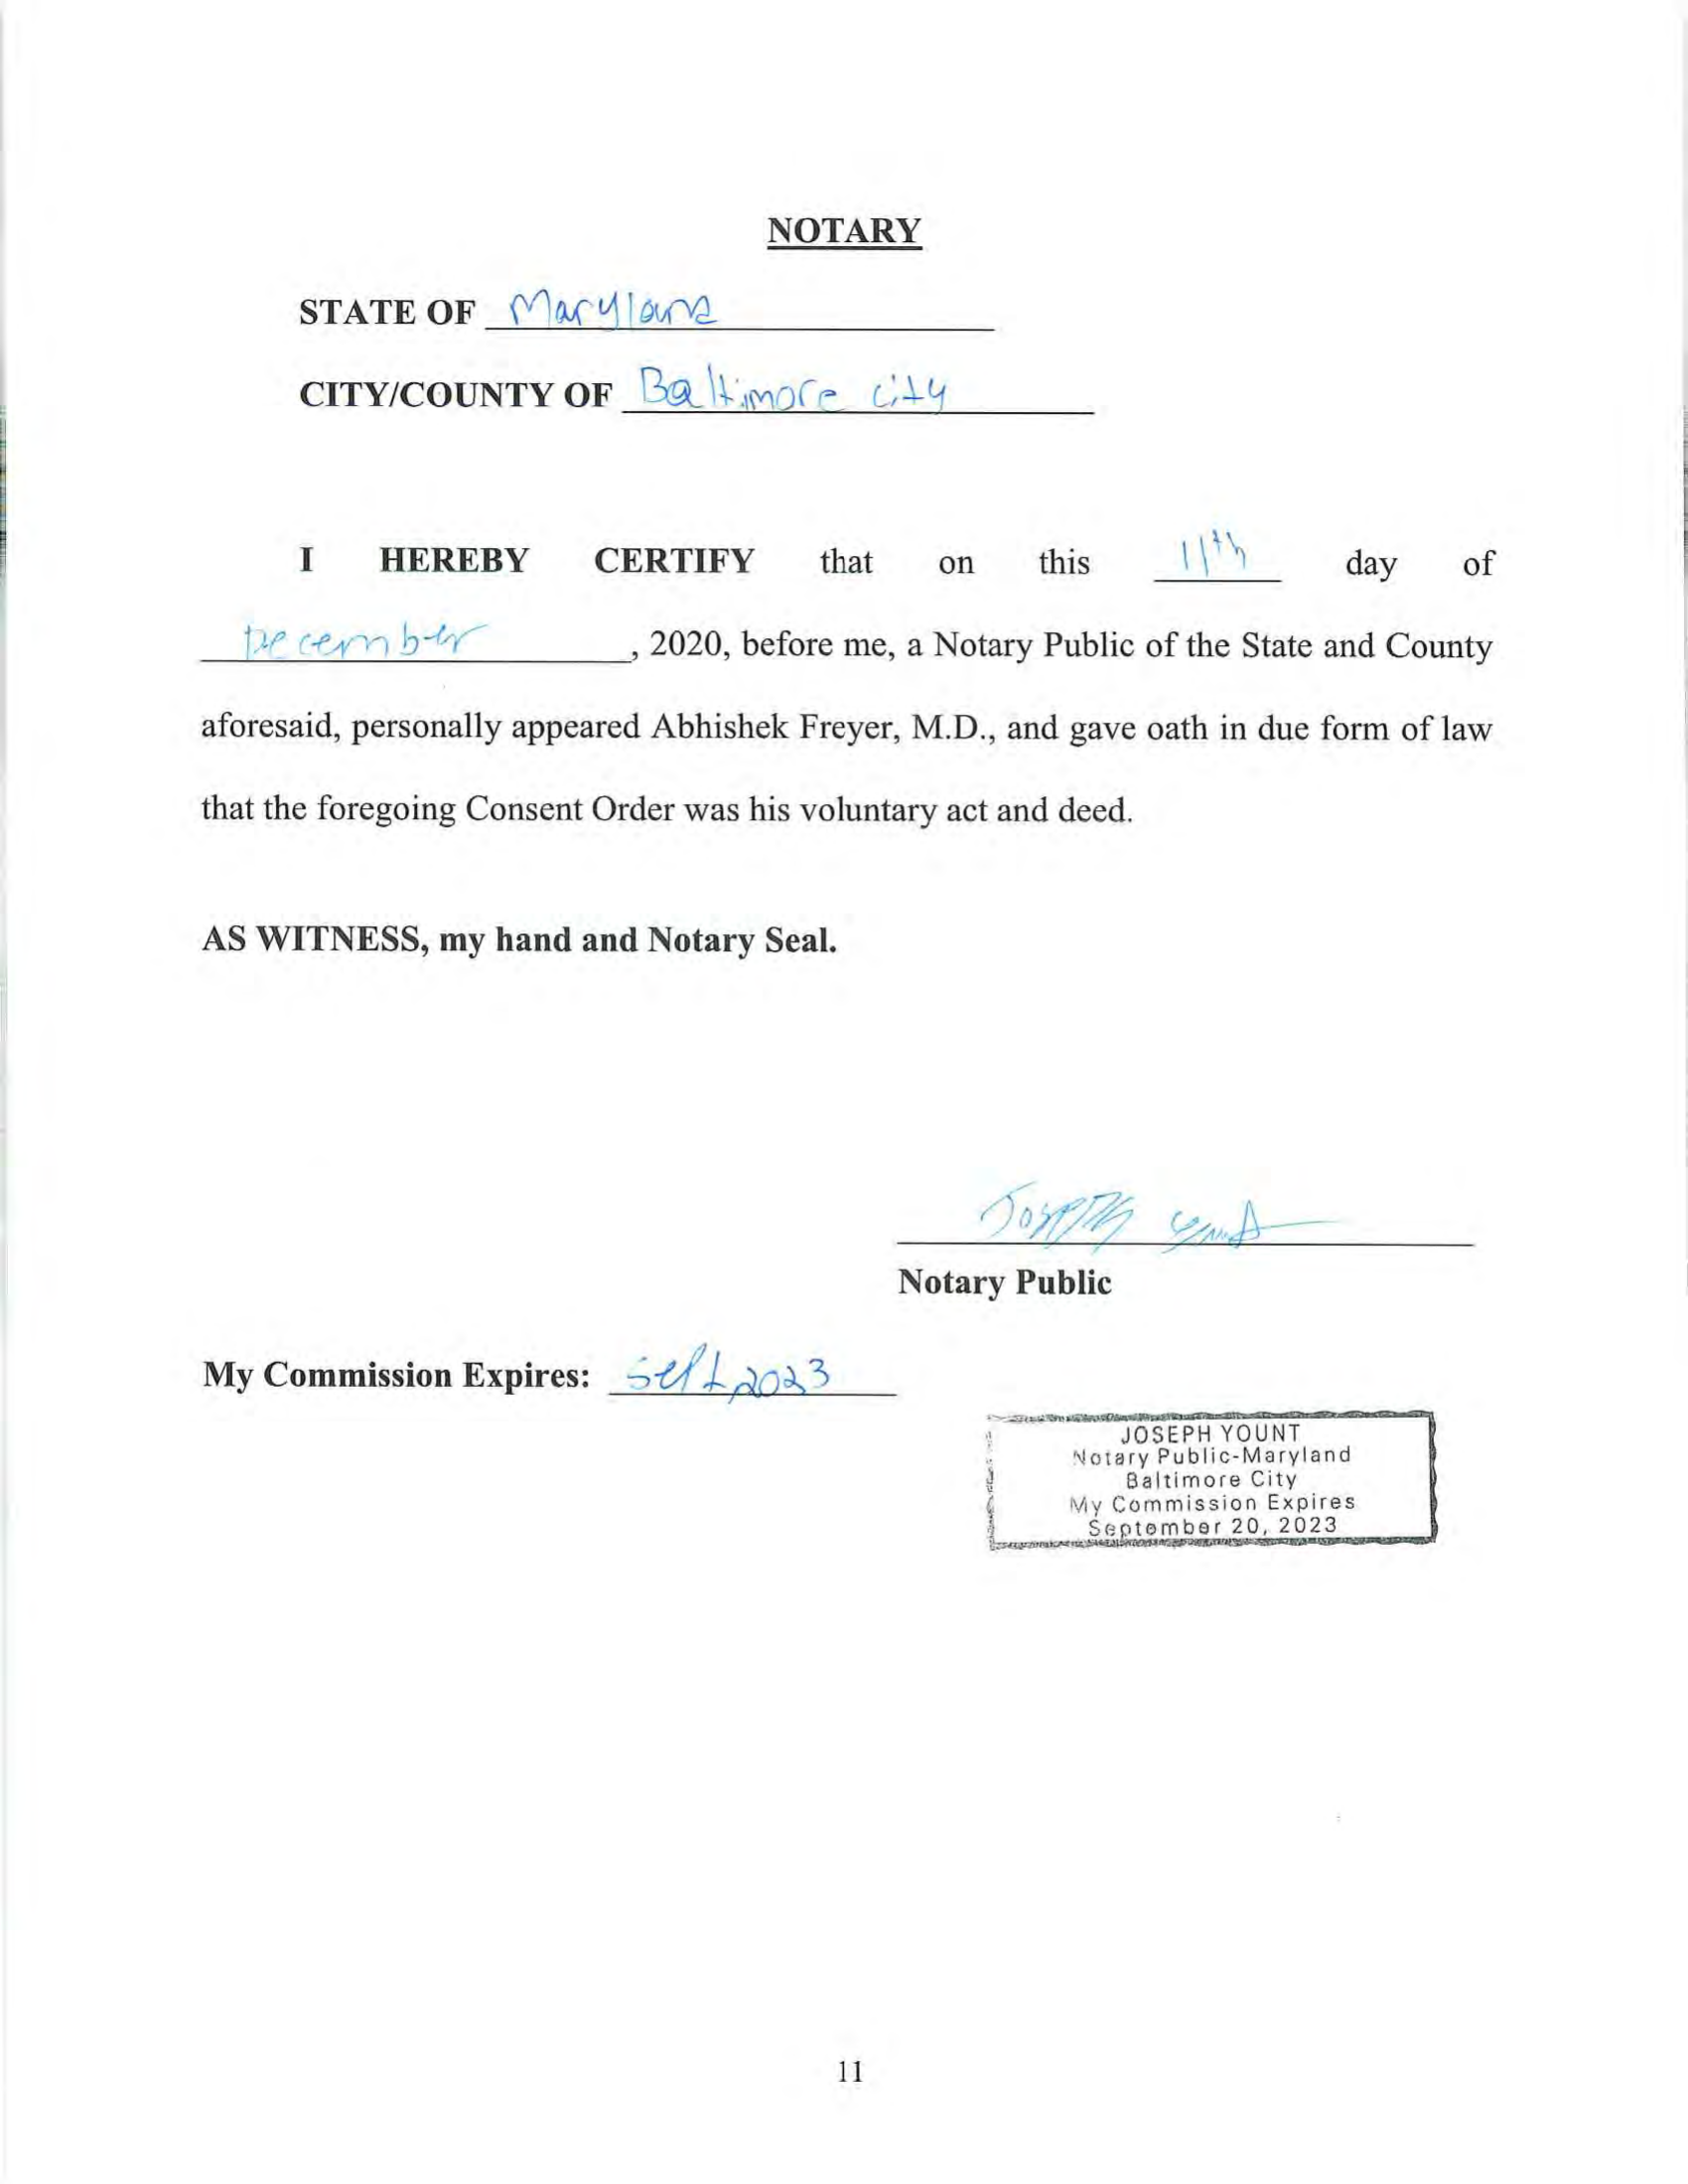 NOTARY
STATE OF Maryland
CITY/COUNTY OF Baltimore city
I HEREBY CERTIFY that on this 11th day of
December, 2020, before me, a Notary Public of the State and County
aforesaid, personally appeared Abhishek Freyer, M.D., and gave oath in due form of law
that the foregoing Consent Order was his voluntary act and deed.
AS WITNESS, my hand and Notary Seal.
Joseph Yount
Notary Public
My Commission Expires: Sept 2023
JOSEPH YOUNT
Notary Public-Maryland
Baltimore City
My Commission Expires
September 20, 2023
11